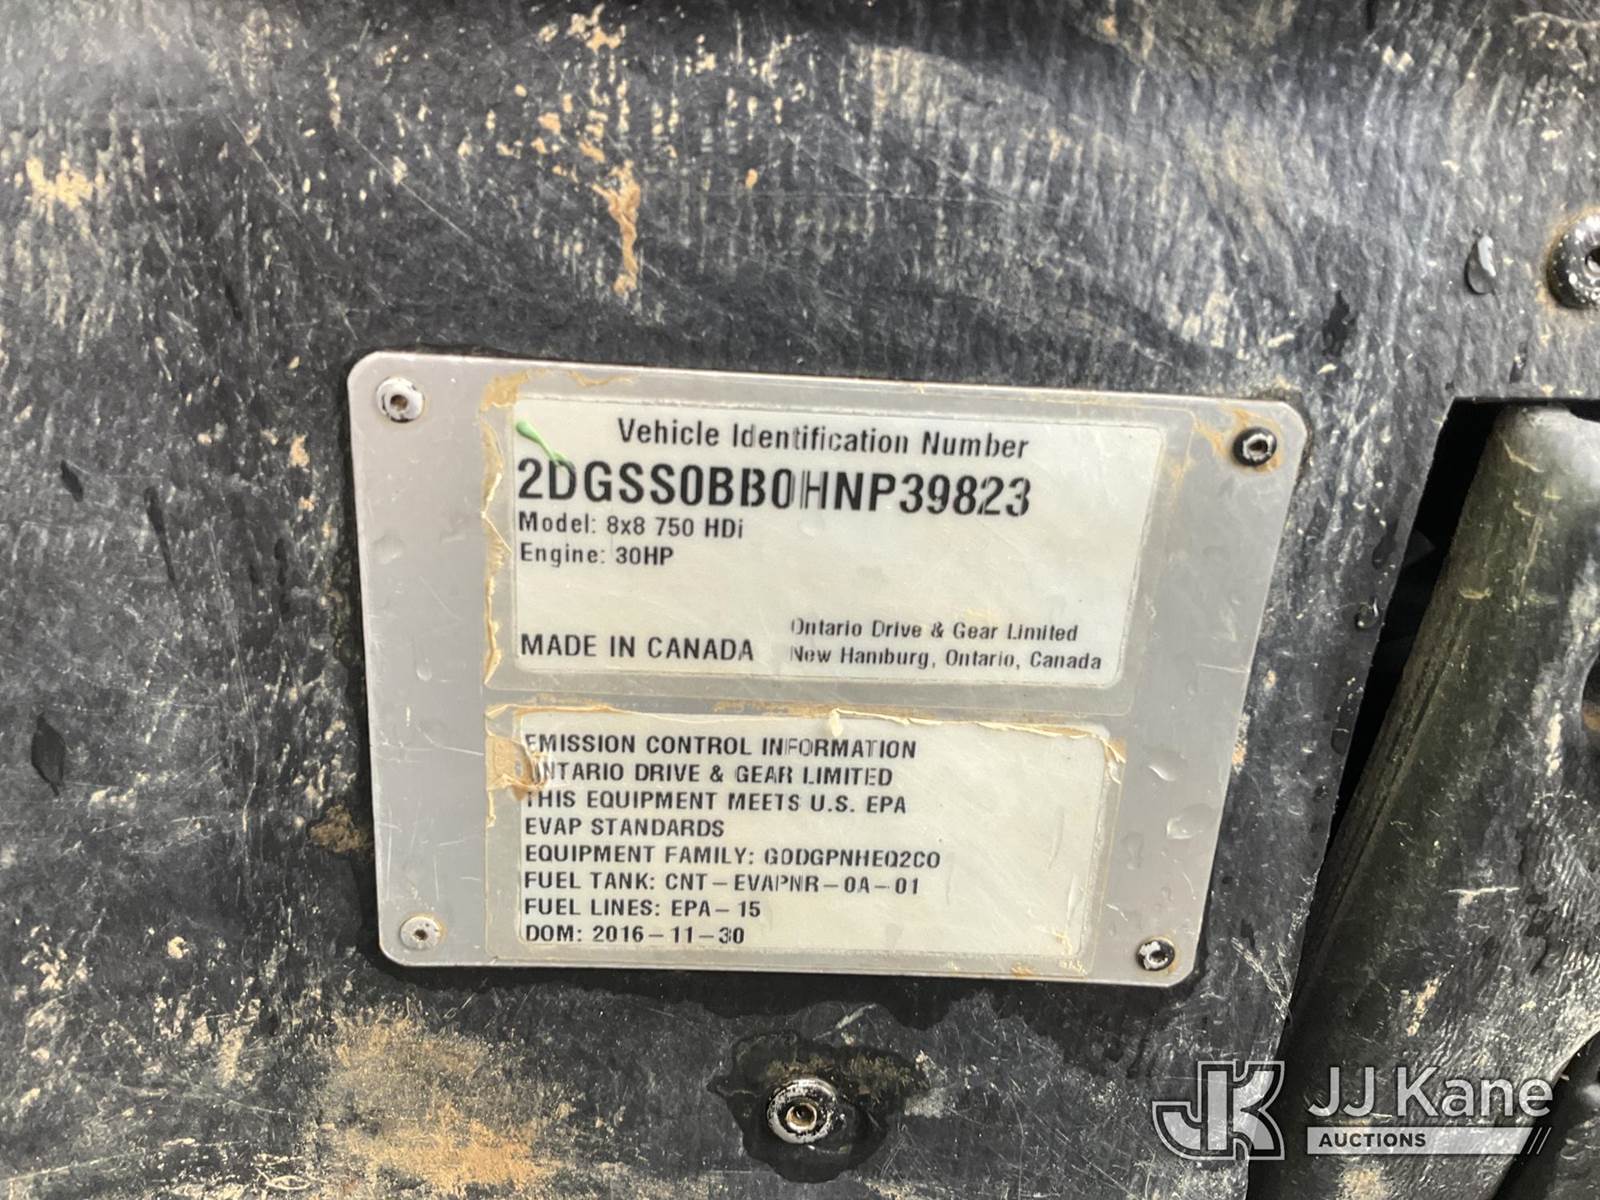 Vehicle Identification Number
2DGSS0BB0HNP39823
Model: 8x8 750 HDi
Engine: 30HP
MADE IN CANADA
Ontario Drive & Gear Limited
New Hamburg, Ontario, Canada
EMISSION CONTROL INFORMATION
ONTARIO DRIVE & GEAR LIMITED
THIS EQUIPMENT MEETS U.S. EPA
EVAP STANDARDS
EQUIPMENT FAMILY: G0DGPNHEQ2C0
FUEL TANK: CNT-EVAPNR-0A-01
FUEL LINES: EPA-15
DOM: 2016-11-30
JK JJ Kane
AUCTIONS